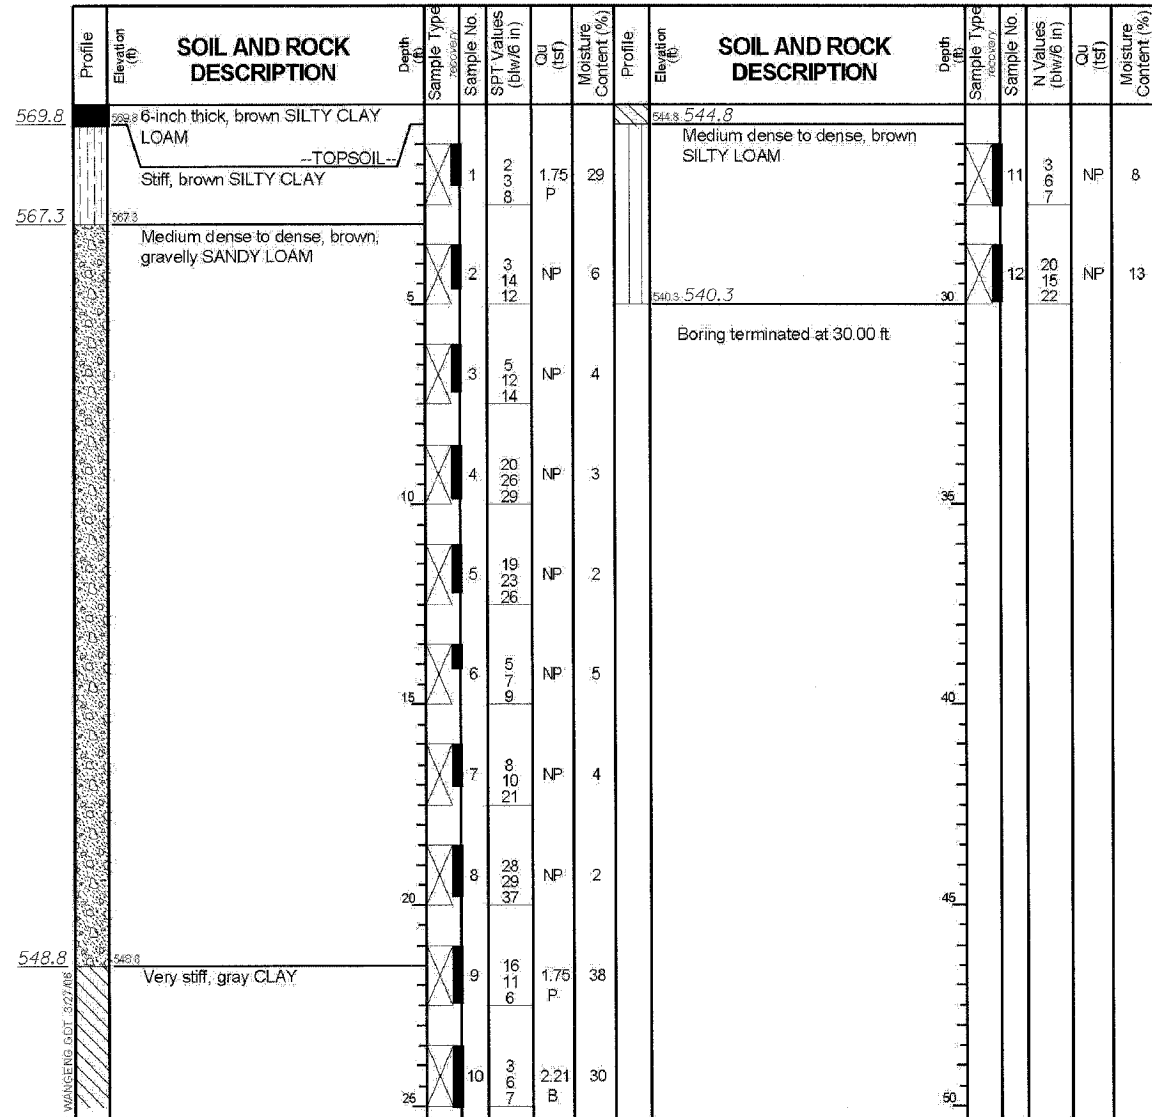 Profile
Elevation (ft)
SOIL AND ROCK
DESCRIPTION
Depth (ft)
Sample Type
recovery
Sample No.
SPT Values (blw/6 in)
Qu (tsf)
Moisture Content (%)
Profile
Elevation (ft)
SOIL AND ROCK
DESCRIPTION
Depth (ft)
Sample Type
recovery
Sample No.
N Values (blw/6 in)
Qu (tsf)
Moisture Content (%)
569.8
569.8 6-inch thick, brown SILTY CLAY
LOAM
--TOPSOIL--
Stiff, brown SILTY CLAY
1
2
3
8
1.75
P
29
567.3
567.3
Medium dense to dense, brown,
gravelly SANDY LOAM
2
3
14
12
NP
6
5
3
5
12
14
NP
4
4
20
26
29
NP
3
10
5
19
23
26
NP
2
6
5
7
9
NP
5
15
7
8
10
21
NP
4
8
28
29
37
NP
2
20
548.8
548.8
Very stiff, gray CLAY
9
16
11
6
1.75
P
38
10
3
6
7
2.21
B
30
25
WANGENG.GDT 3/27/06
544.8 544.8
Medium dense to dense, brown
SILTY LOAM
11
3
6
7
NP
8
12
20
15
22
NP
13
540.3 540.3
30
Boring terminated at 30.00 ft
35
40
45
50